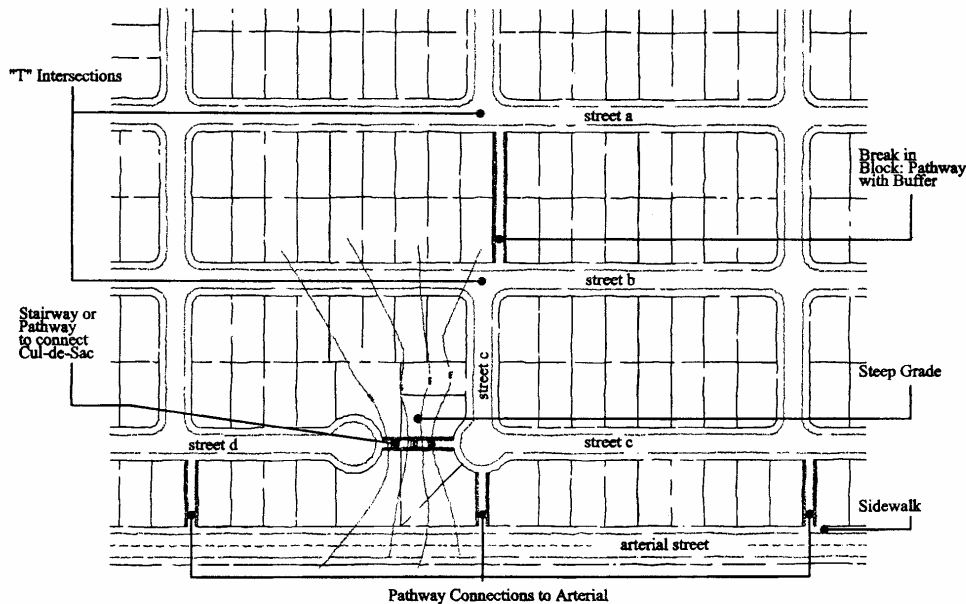 "T" Intersections
street a
Break in
Block: Pathway
with Buffer
street b
Stairway or
Pathway
to connect
Cul-de-Sac
street c
Steep Grade
street d
street c
Sidewalk
arterial street
Pathway Connections to Arterial